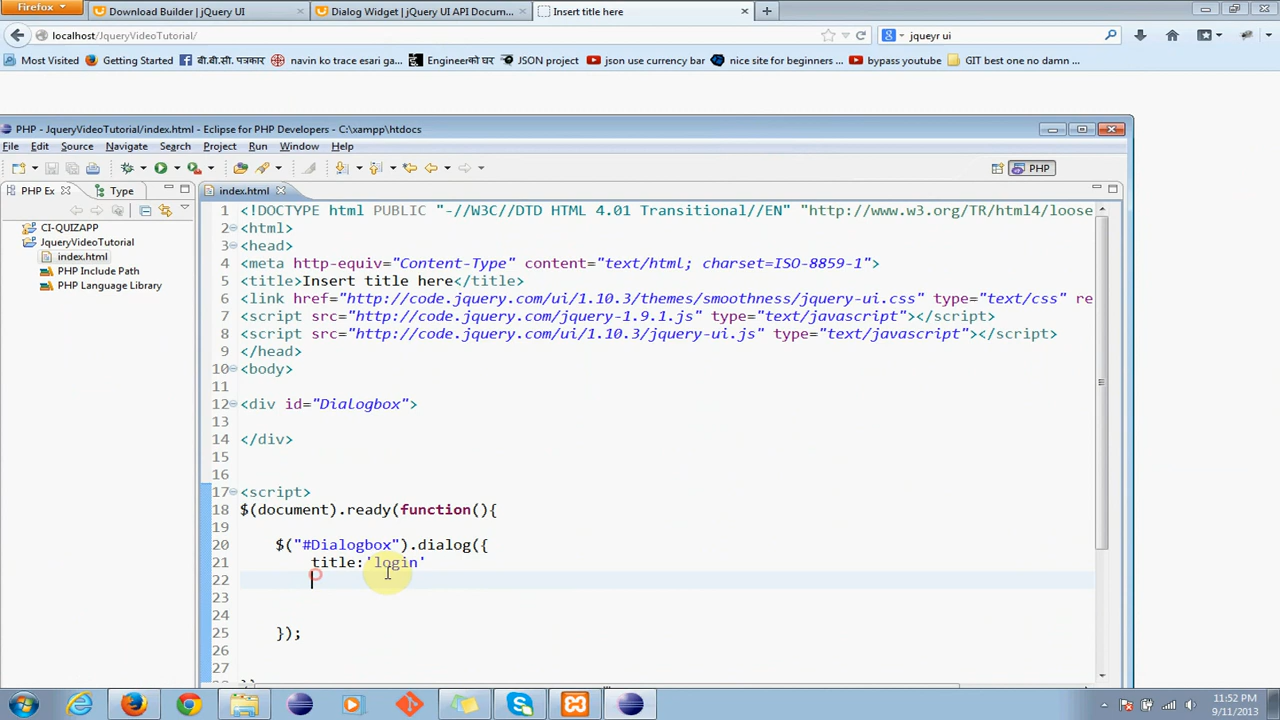 Firefox
Download Builder | jQuery UI
Dialog Widget | jQuery UI API Docum...
Insert title here
localhost/JqueryVideoTutorial/
jqueyr ui
Most Visited
Getting Started
बी.बी.सी. पत्रकार
navin ko trace esari ga...
Engineerको घर
JSON project
json use currency bar
nice site for beginners ...
bypass youtube
GIT best one no damn ...
PHP - JqueryVideoTutorial/index.html - Eclipse for PHP Developers - C:\xampp\htdocs
File Edit Source Navigate Search Project Run Window Help
PHP
PHP Ex
Type
index.html
CI-QUIZAPP
JqueryVideoTutorial
index.html
PHP Include Path
PHP Language Library
1 <!DOCTYPE html PUBLIC "-//W3C//DTD HTML 4.01 Transitional//EN" "http://www.w3.org/TR/html4/loose
2 <html>
3 <head>
4 <meta http-equiv="Content-Type" content="text/html; charset=ISO-8859-1">
5 <title>Insert title here</title>
6 <link href="http://code.jquery.com/ui/1.10.3/themes/smoothness/jquery-ui.css" type="text/css" re
7 <script src="http://code.jquery.com/jquery-1.9.1.js" type="text/javascript"></script>
8 <script src="http://code.jquery.com/ui/1.10.3/jquery-ui.js" type="text/javascript"></script>
9 </head>
10 <body>
11
12 <div id="Dialogbox">
13
14 </div>
15
16
17 <script>
18 $(document).ready(function(){
19
20 $("#Dialogbox").dialog({
21 title:'login'
22
23
24
25 });
26
27
11:52 PM
9/11/2013